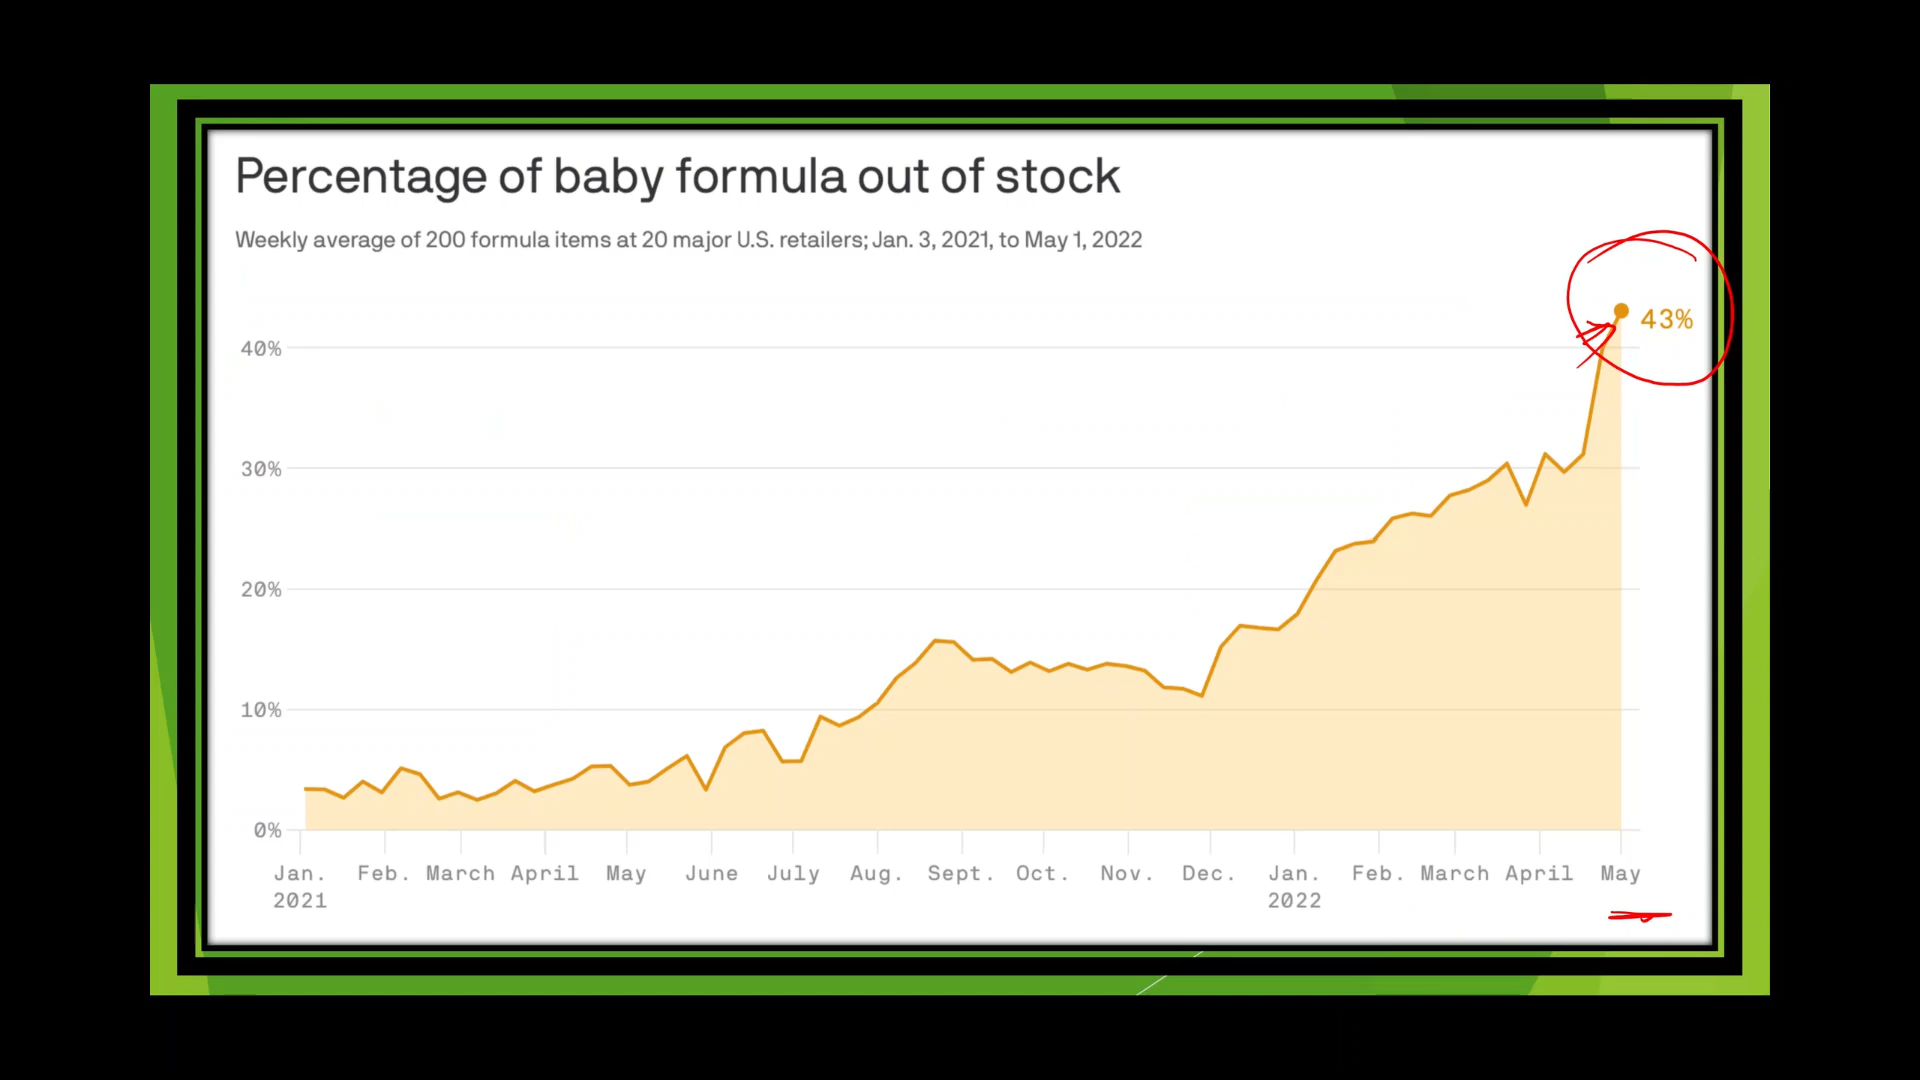 Percentage of baby formula out of stock
Weekly average of 200 formula items at 20 major U.S. retailers; Jan. 3, 2021, to May 1, 2022
43%
40%
30%
20%
10%
0%
Jan. Feb. March April May June July Aug. Sept. Oct. Nov. Dec. Jan. Feb. March April May
2021 2022